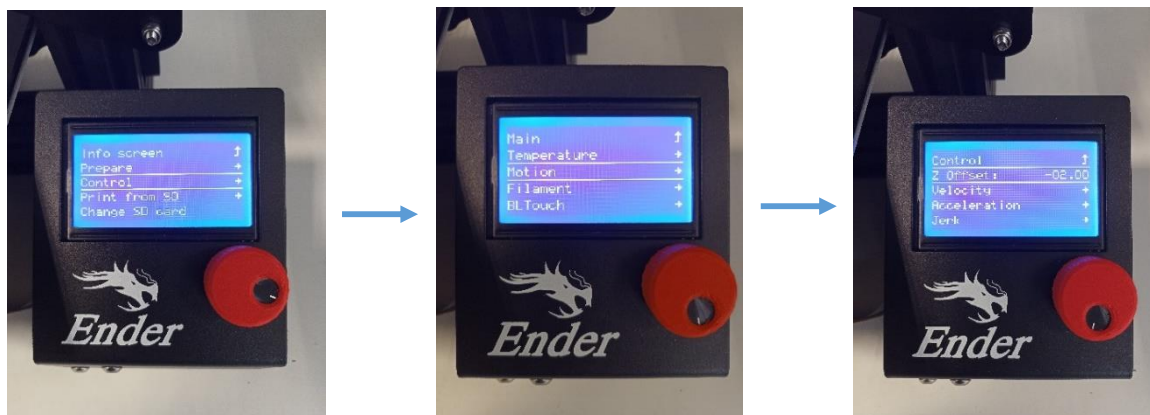 Info screen
Prepare
Control
Print from SD
Change SD card
Ender
Main
Temperature
Motion
Filament
BLTouch
Ender
Control
Z Offset: -02.00
Velocity
Acceleration
Jerk
Ender